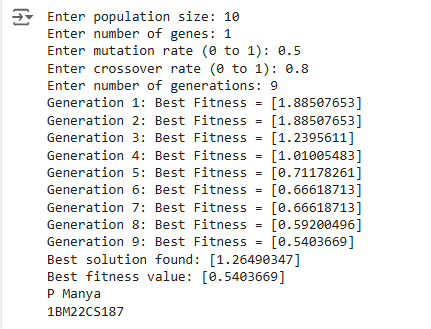 Enter population size: 10
Enter number of genes: 1
Enter mutation rate (0 to 1): 0.5
Enter crossover rate (0 to 1): 0.8
Enter number of generations: 9
Generation 1: Best Fitness = [1.88507653]
Generation 2: Best Fitness = [1.88507653]
Generation 3: Best Fitness = [1.2395611]
Generation 4: Best Fitness = [1.01005483]
Generation 5: Best Fitness = [0.71178261]
Generation 6: Best Fitness = [0.66618713]
Generation 7: Best Fitness = [0.66618713]
Generation 8: Best Fitness = [0.59200496]
Generation 9: Best Fitness = [0.5403669]
Best solution found: [1.26490347]
Best fitness value: [0.5403669]
P Manya
1BM22CS187